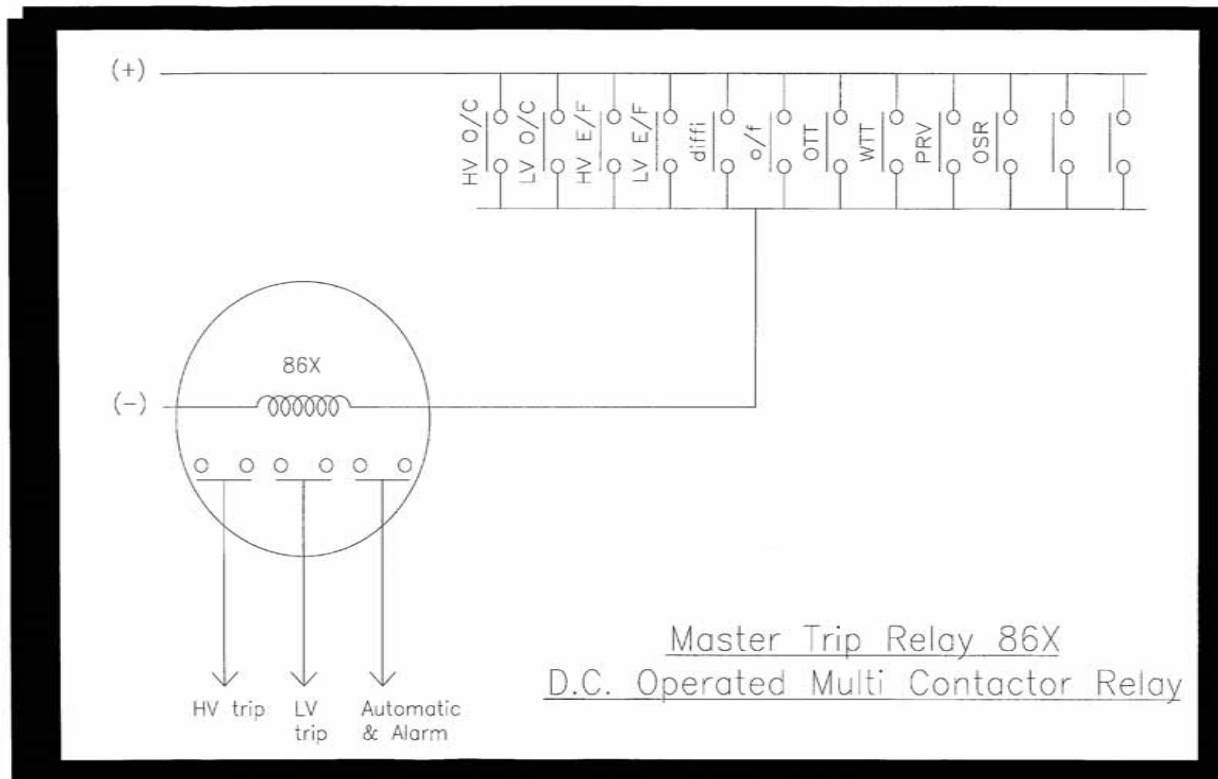 (+)
HV O/C
LV O/C
HV E/F
LV E/F
diffi
o/f
OTT
WTT
PRV
OSR
86X
(-)
HV trip
LV
trip
Automatic
& Alarm
Master Trip Relay 86X
D.C. Operated Multi Contactor Relay